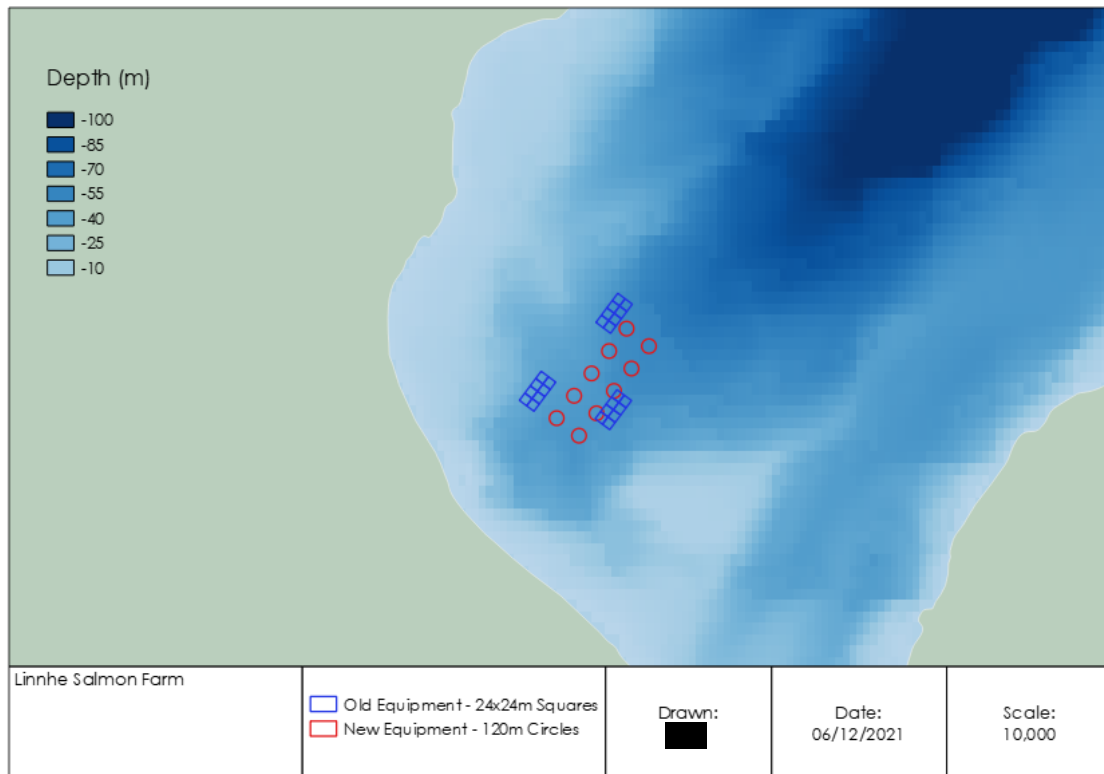 Depth (m)
-100
-85
-70
-55
-40
-25
-10
Linnhe Salmon Farm
Old Equipment - 24x24m Squares
New Equipment - 120m Circles
Drawn:
Date:
06/12/2021
Scale:
10,000